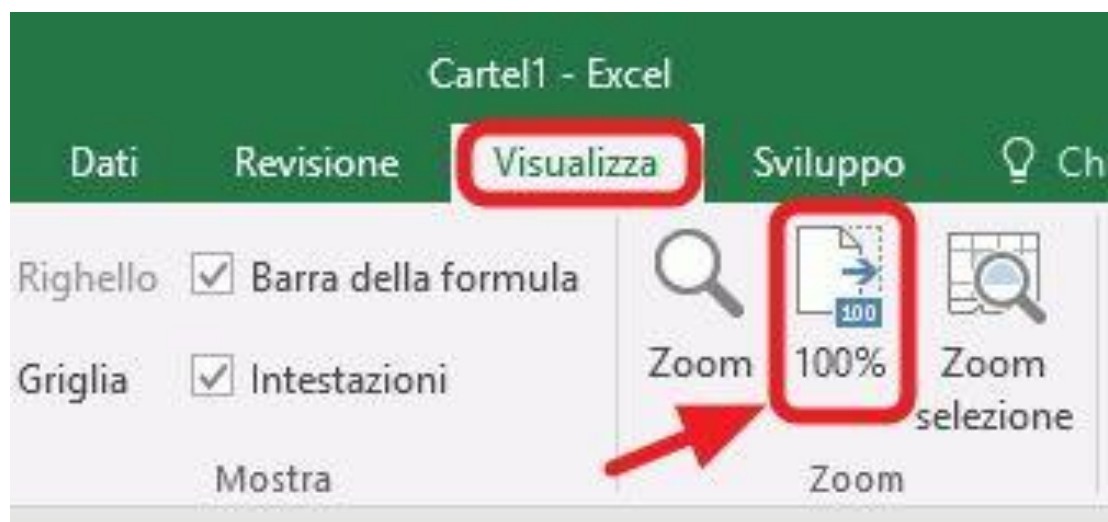 Cartel1 - Excel
Dati Revisione Visualizza Sviluppo Ch
Righello Barra della formula
Griglia Intestazioni
100
Zoom 100% Zoom selezione
Mostra Zoom